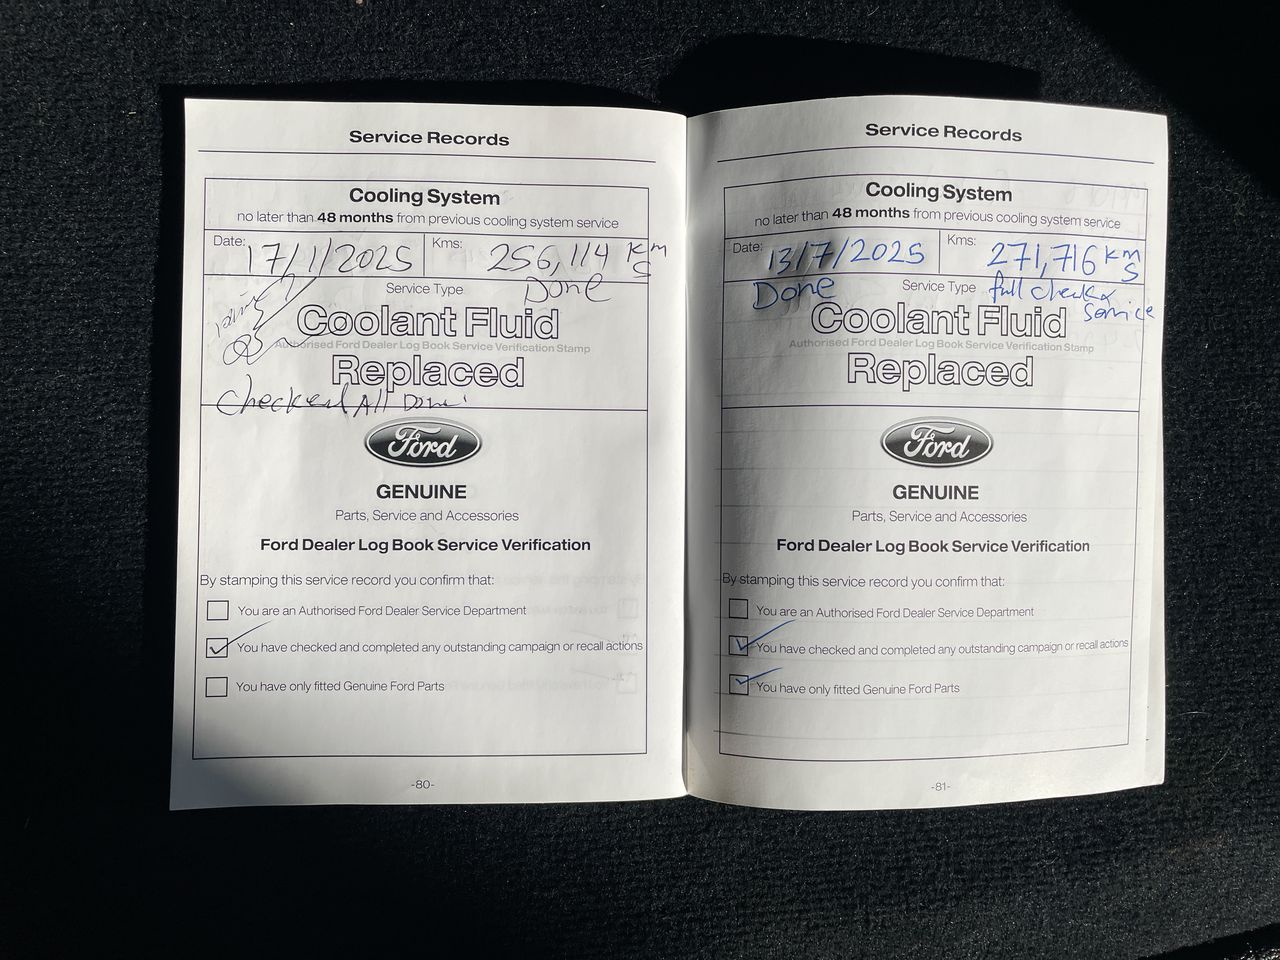 Service Records
Cooling System
no later than 48 months from previous cooling system service
Date: 17/1/2025 Kms: 256,114 Kms
Service Type Done
Coolant Fluid
Authorised Ford Dealer Log Book Service Verification Stamp
Replaced
Checked All Done
Ford
GENUINE
Parts, Service and Accessories
Ford Dealer Log Book Service Verification
By stamping this service record you confirm that:
You are an Authorised Ford Dealer Service Department
You have checked and completed any outstanding campaign or recall actions
You have only fitted Genuine Ford Parts
-80-
Service Records
Cooling System
no later than 48 months from previous cooling system service
Date: 13/7/2025 Kms: 271,716 kms
Done Service Type full check &
Service
Coolant Fluid
Authorised Ford Dealer Log Book Service Verification Stamp
Replaced
Ford
GENUINE
Parts, Service and Accessories
Ford Dealer Log Book Service Verification
By stamping this service record you confirm that:
You are an Authorised Ford Dealer Service Department
You have checked and completed any outstanding campaign or recall actions
You have only fitted Genuine Ford Parts
-81-